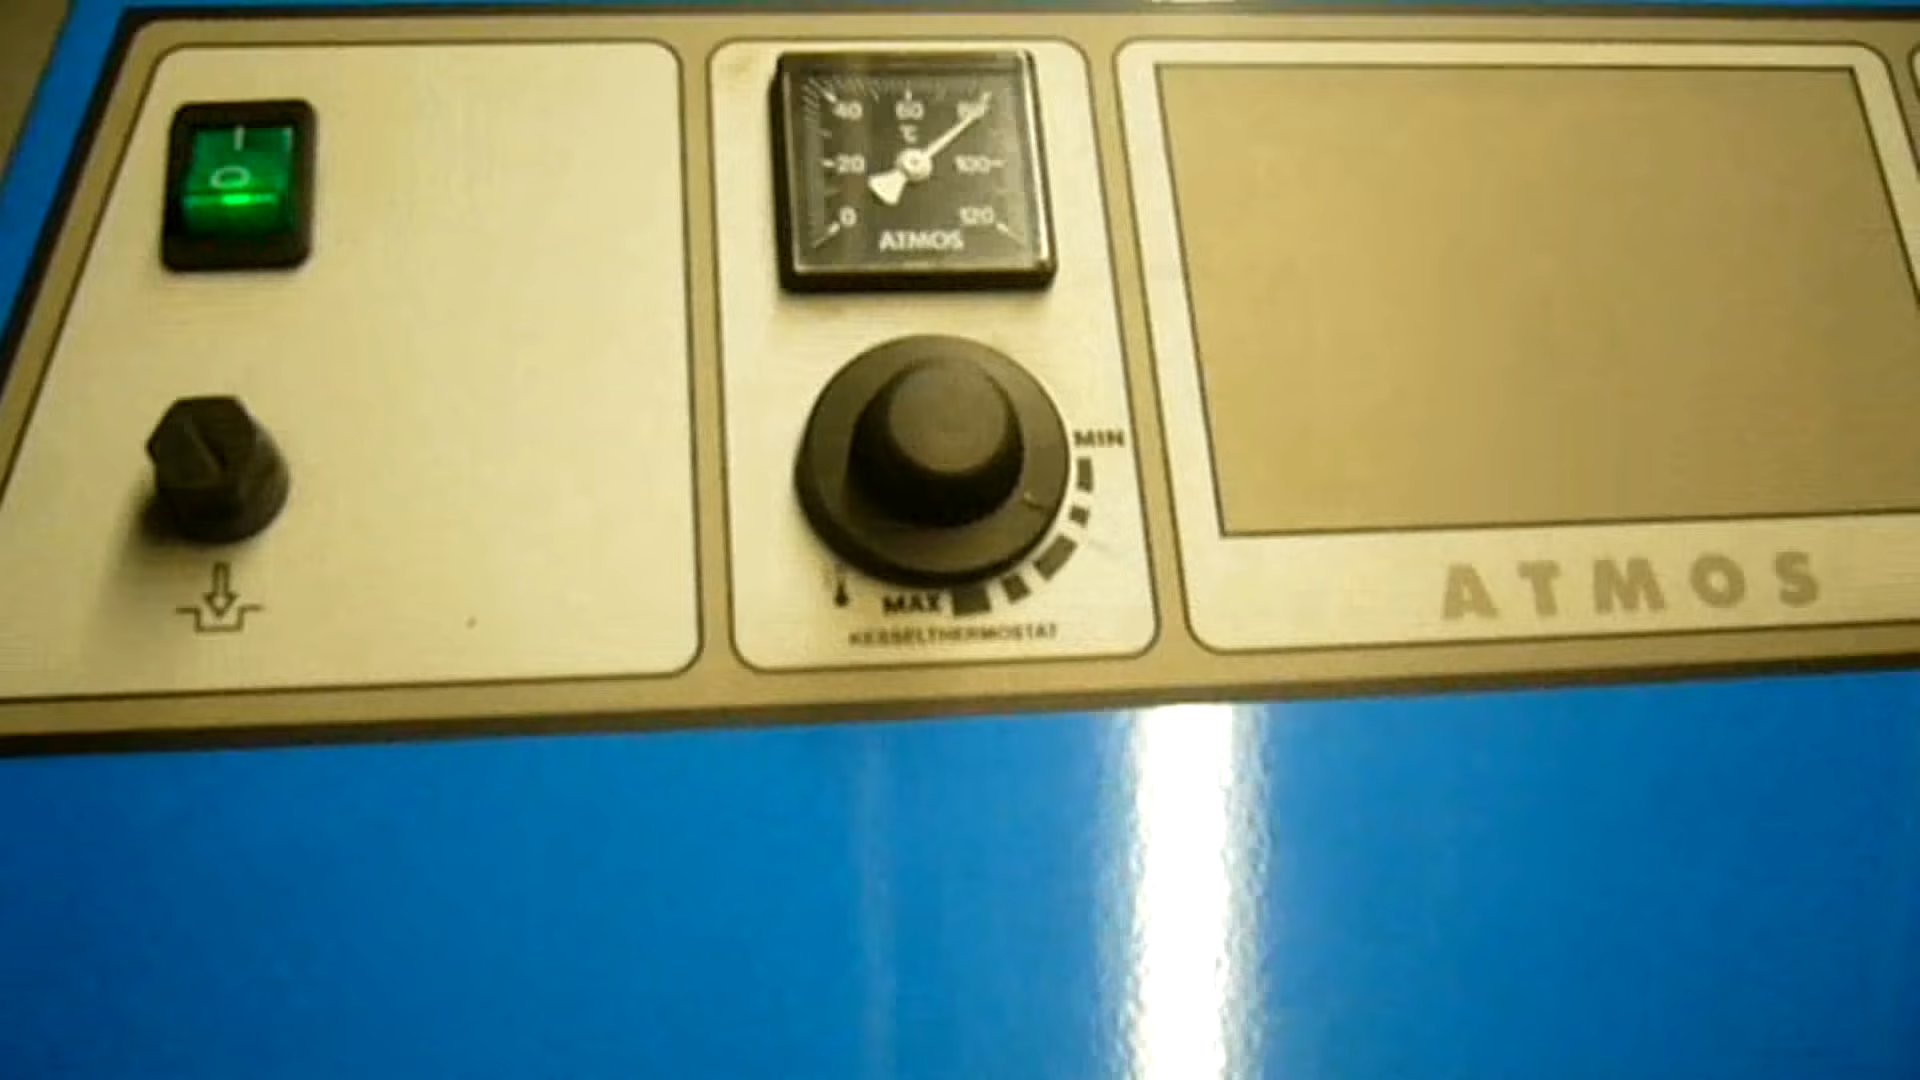 I
O
40 60 80
°C
20 100
0 120
ATMOS
MIN
MAX
KESSELTHERMOSTAT
ATMOS